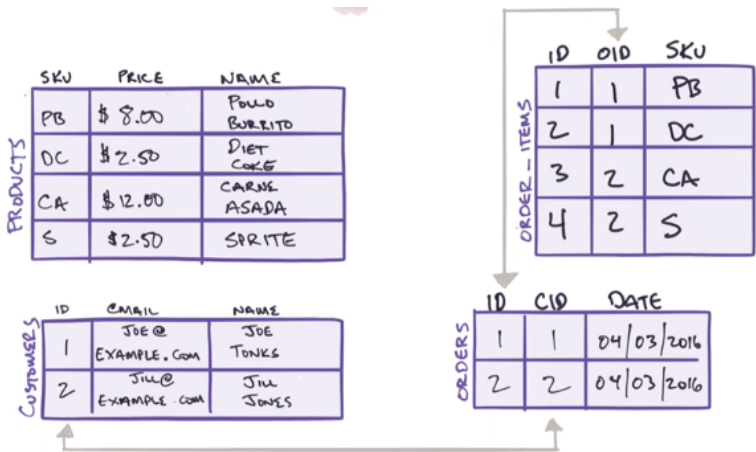 PRODUCTS
SKU PRICE NAME
PB $ 8.00 POLLO BURRITO
DC $2.50 DIET COKE
CA $12.00 CARNE ASADA
S $2.50 SPRITE
ORDER_ITEMS
ID OID SKU
1 1 PB
2 1 DC
3 2 CA
4 2 S
CUSTOMERS
ID EMAIL NAME
1 JOE@EXAMPLE.COM JOE TONKS
2 JILL@EXAMPLE.COM JILL JONES
ORDERS
ID CID DATE
1 1 04/03/2016
2 2 04/03/2016